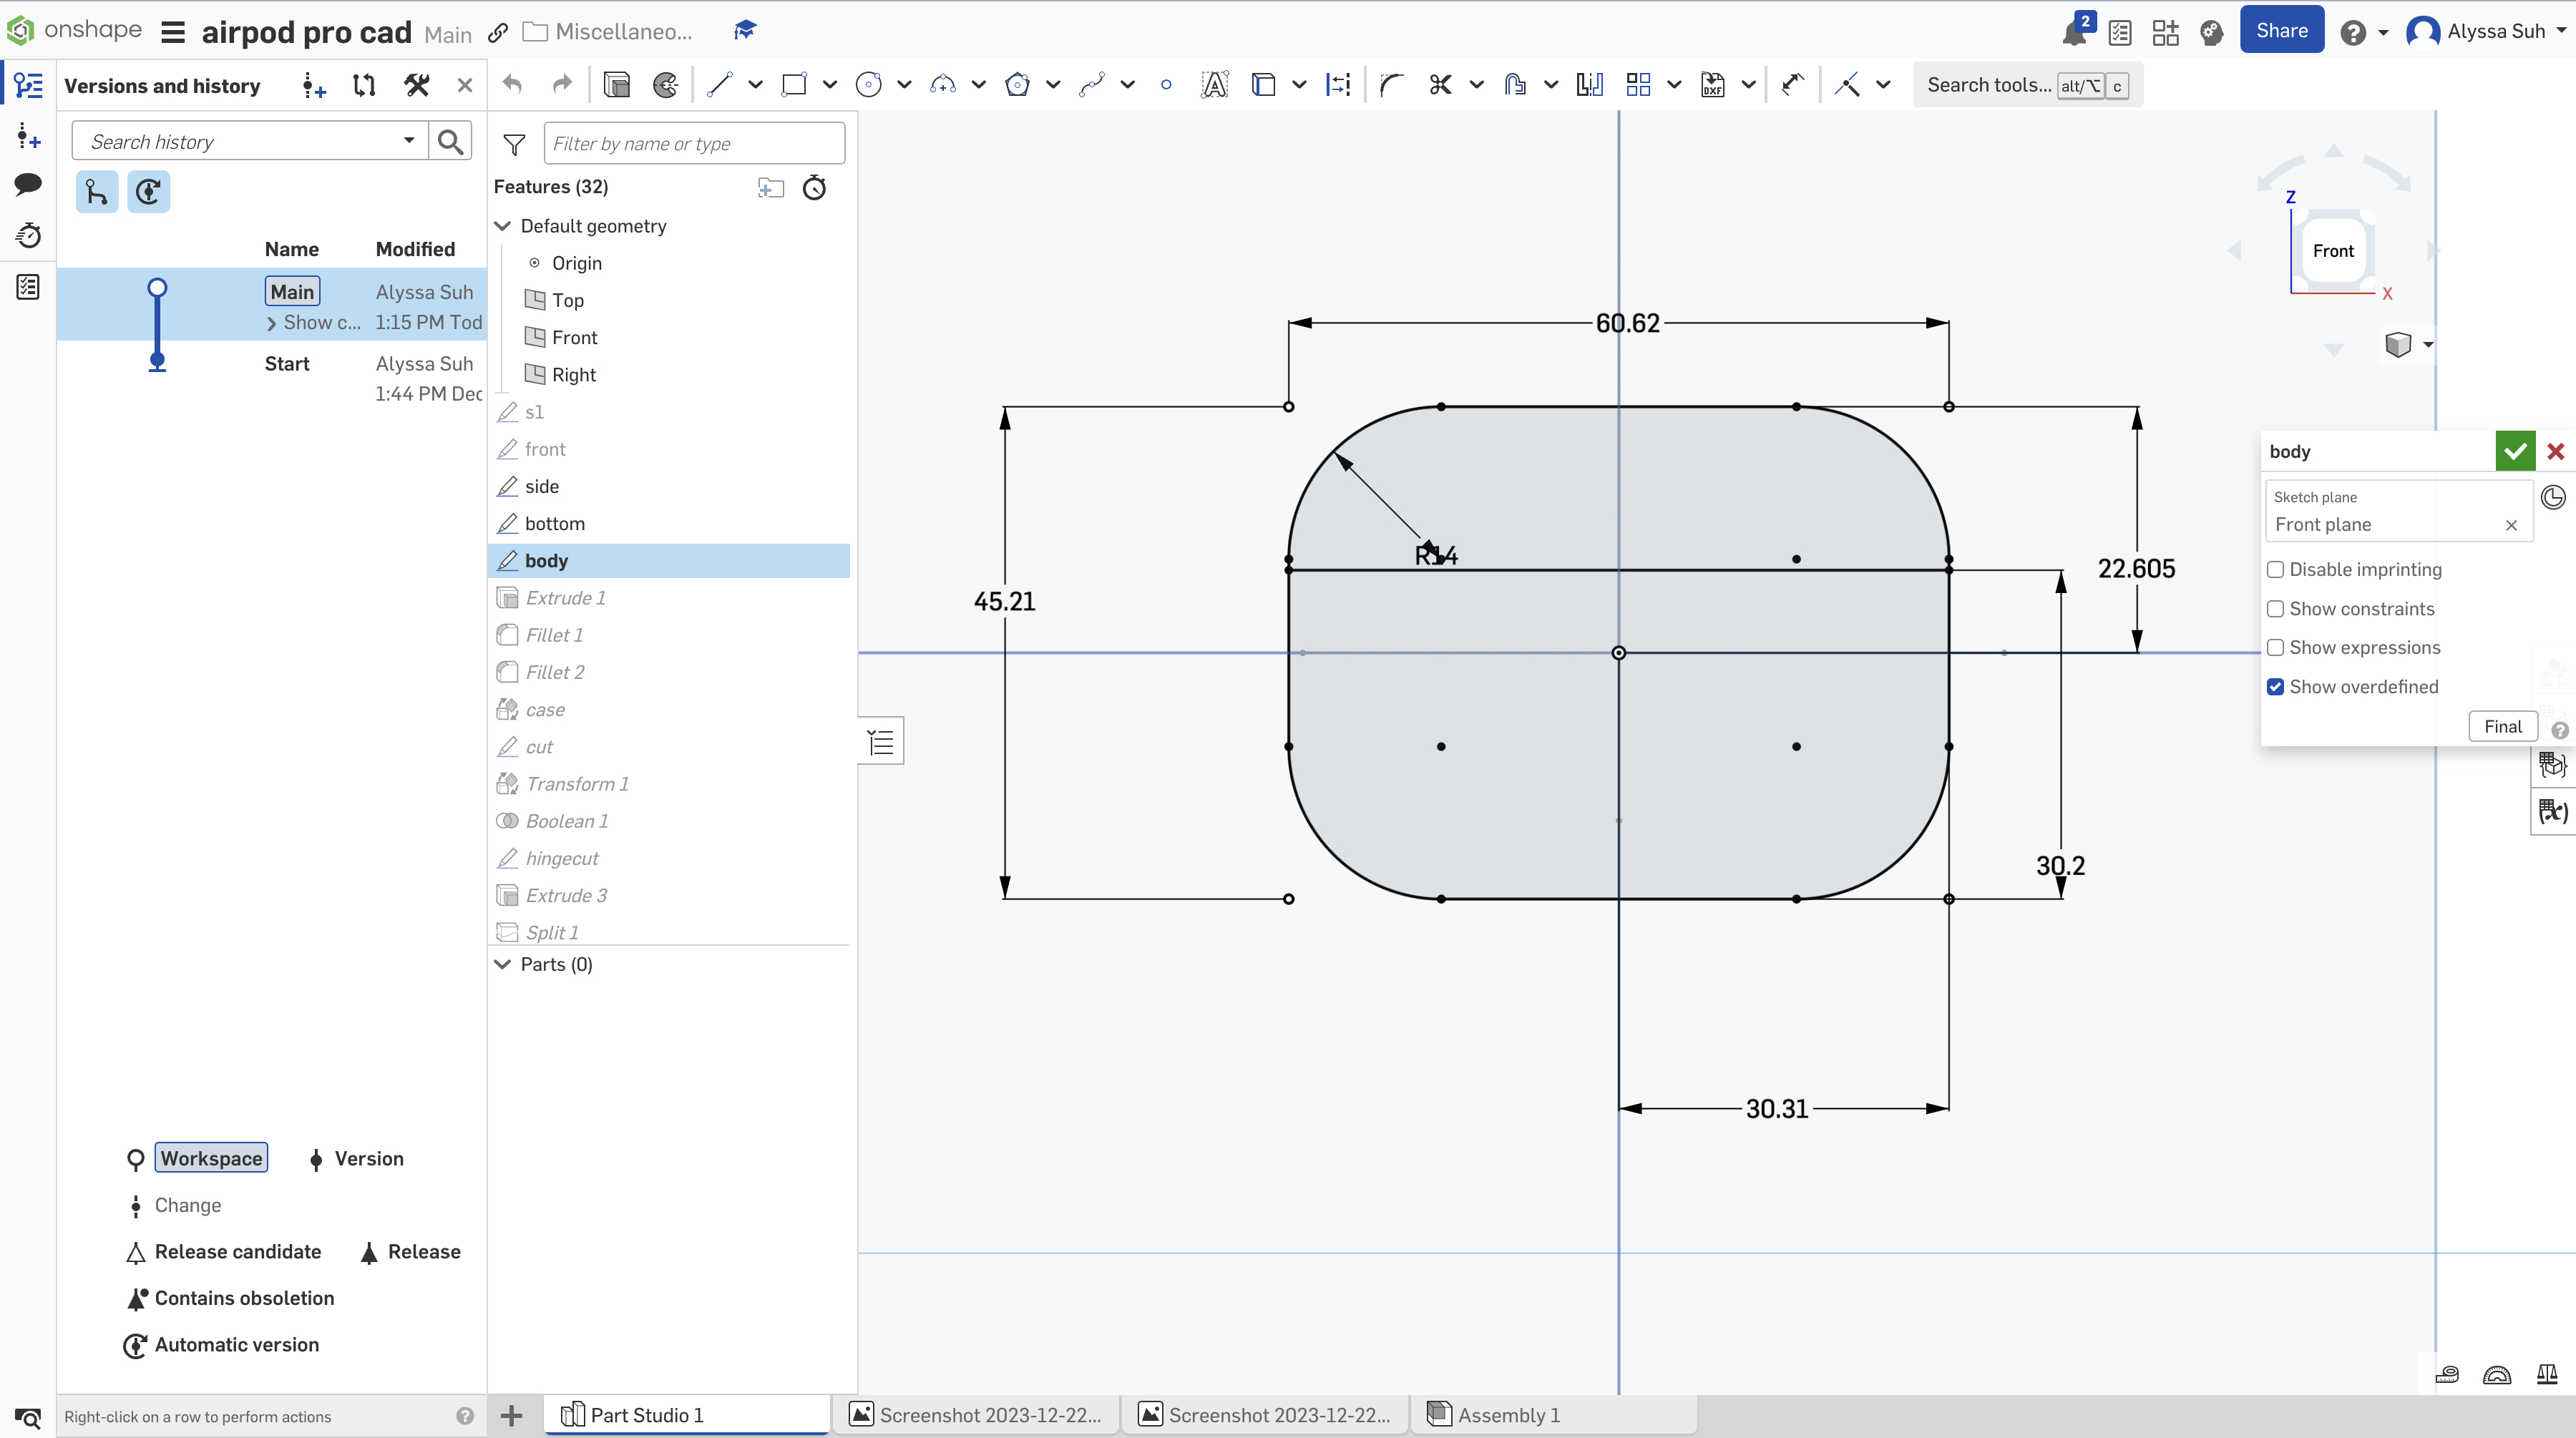 onshape airpod pro cad Main Miscellaneo... 2 Share Alyssa Suh
Versions and history
Search tools... alt/⌥ c
Search history
Filter by name or type
Features (32)
Name Modified
Main Alyssa Suh
Show c... 1:15 PM Tod
Start Alyssa Suh
1:44 PM Dec
Default geometry
Origin
Top
Front
Right
s1
front
side
bottom
body
Extrude 1
Fillet 1
Fillet 2
case
cut
Transform 1
Boolean 1
hingecut
Extrude 3
Split 1
Parts (0)
60.62
45.21
R14
22.605
30.2
30.31
Z
Front
X
body
Sketch plane
Front plane
Disable imprinting
Show constraints
Show expressions
Show overdefined
Final
Workspace Version
Change
Release candidate Release
Contains obsoletion
Automatic version
Right-click on a row to perform actions
Part Studio 1 Screenshot 2023-12-22... Screenshot 2023-12-22... Assembly 1